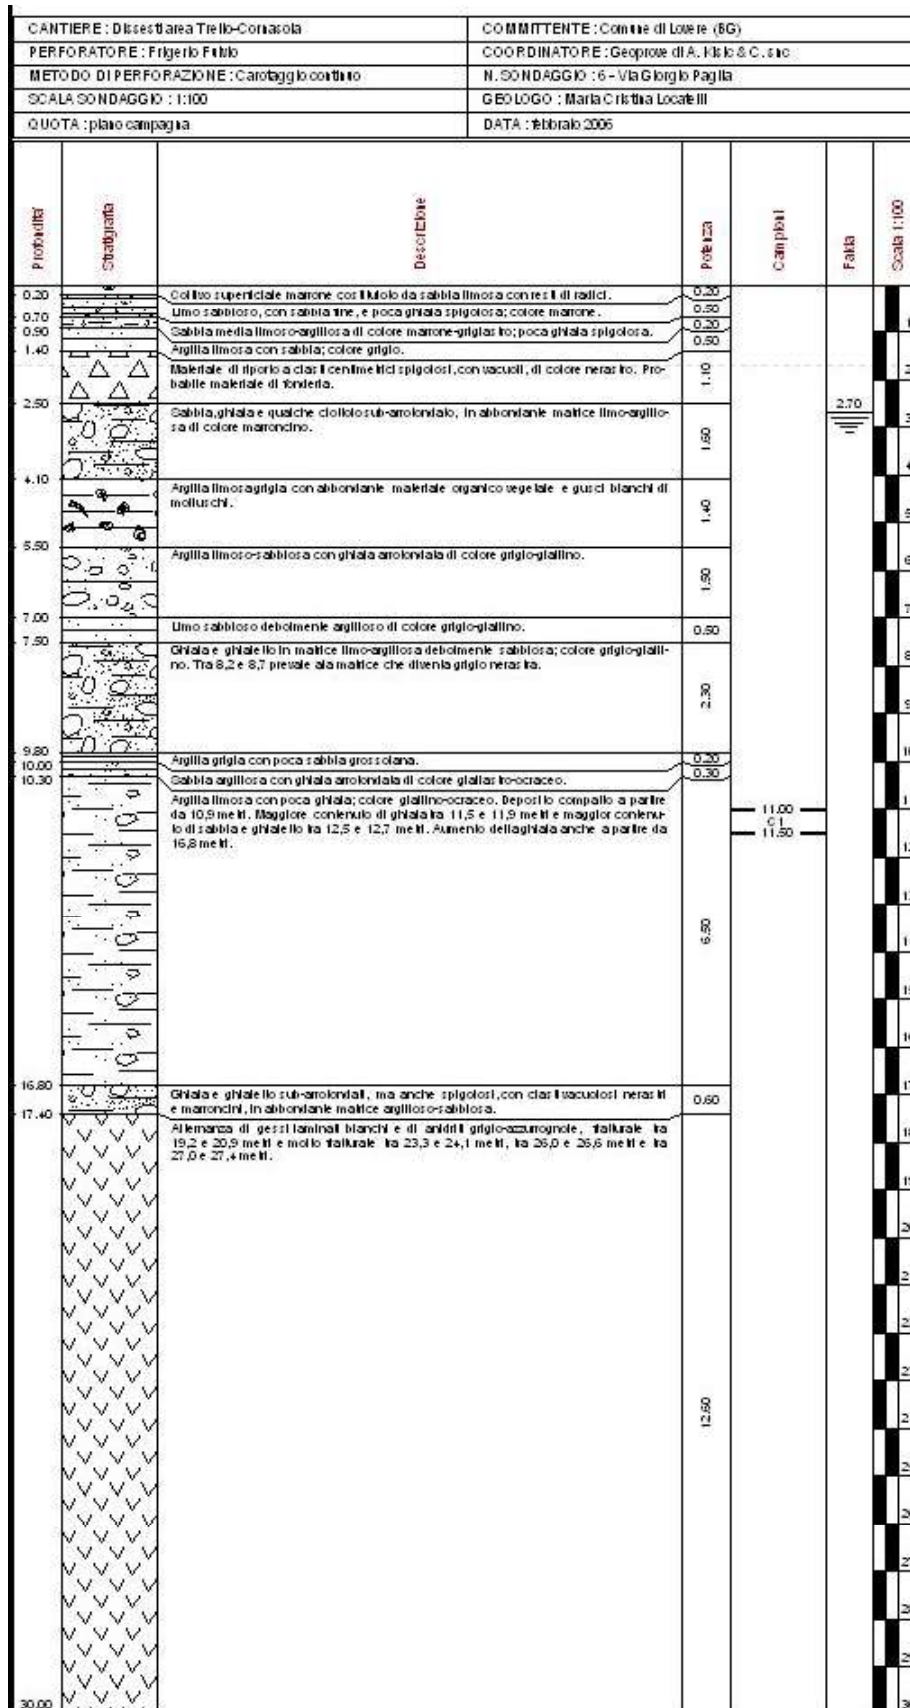 CANTIERE : Dissesti area Trello-Cornasola
COMMITTENTE : Comune di Lovere (BG)
PERFORATORE : Frigerio Fulvio
COORDINATORE : Geoprove di A. Kisic & C. snc
METODO DI PERFORAZIONE : Carotaggio continuo
N. SONDAGGIO : 6 - Via Giorgio Paglia
SCALA SONDAGGIO : 1:100
GEOLOGO : Maria Cristina Locatelli
QUOTA : piano campagna
DATA : febbraio 2006
Profondita'
Stratigrafia
Descrizione
Potenza
Campioni
Falda
Scala 1:100
0.20
Coltivo superficiale marrone costituito da sabbia limosa con resti di radici.
0.20
0.70
Limo sabbioso, con sabbia fine, e poca ghiaia spigolosa; colore marrone.
0.50
0.90
Sabbia media limoso-argillosa di colore marrone-grigiastro; poca ghiaia spigolosa.
0.20
1.40
Argilla limosa con sabbia; colore grigio.
0.50
Materiale di riporto a clasti centimetrici spigolosi, con vacuoli, di colore nerastro. Pro-
babile materiale di fonderia.
1.10
2.50
Sabbia, ghiaia e qualche ciottolo sub-arrotondato, in abbondante matrice limo-argillo-
sa di colore marroncino.
1.60
2.70
4.10
Argilla limosa grigia con abbondante materiale organico vegetale e gusci bianchi di
molluschi.
1.40
5.50
Argilla limoso-sabbiosa con ghiaia arrotondata di colore grigio-giallino.
1.50
7.00
Limo sabbioso debolmente argilloso di colore grigio-giallino.
0.50
7.50
Ghiaia e ghiaietto in matrice limo-argillosa debolmente sabbiosa; colore grigio-gialli-
no. Tra 8,2 e 8,7 prevale ala matrice che diventa grigio nerastra.
2.30
9.80
Argilla grigia con poca sabbia grossolana.
0.20
10.00
10.30
Sabbia argillosa con ghiaia arrotondata di colore giallastro-ocraceo.
0.30
Argilla limosa con poca ghiaia; colore giallino-ocraceo. Deposito compatto a partire
da 10,9 metri. Maggiore contenuto di ghiaia tra 11,5 e 11,9 metri e maggior contenu-
to di sabbia e ghiaietto tra 12,5 e 12,7 metri. Aumento della ghiaia anche a partire da
16,8 metri.
11.00
C1
11.50
6.50
16.80
Ghiaia e ghiaietto sub-arrotondati, ma anche spigolosi, con clasti vacuolosi nerastri
e marroncini, in abbondante matrice argilloso-sabbiosa.
0.60
17.40
Alternanza di gessi laminati bianchi e di anidriti grigio-azzurrognole, fratturate tra
19,2 e 20,9 metri e molto fratturate tra 23,3 e 24,1 metri, tra 26,0 e 26,6 metri e tra
27,0 e 27,4 metri.
12.60
30.00